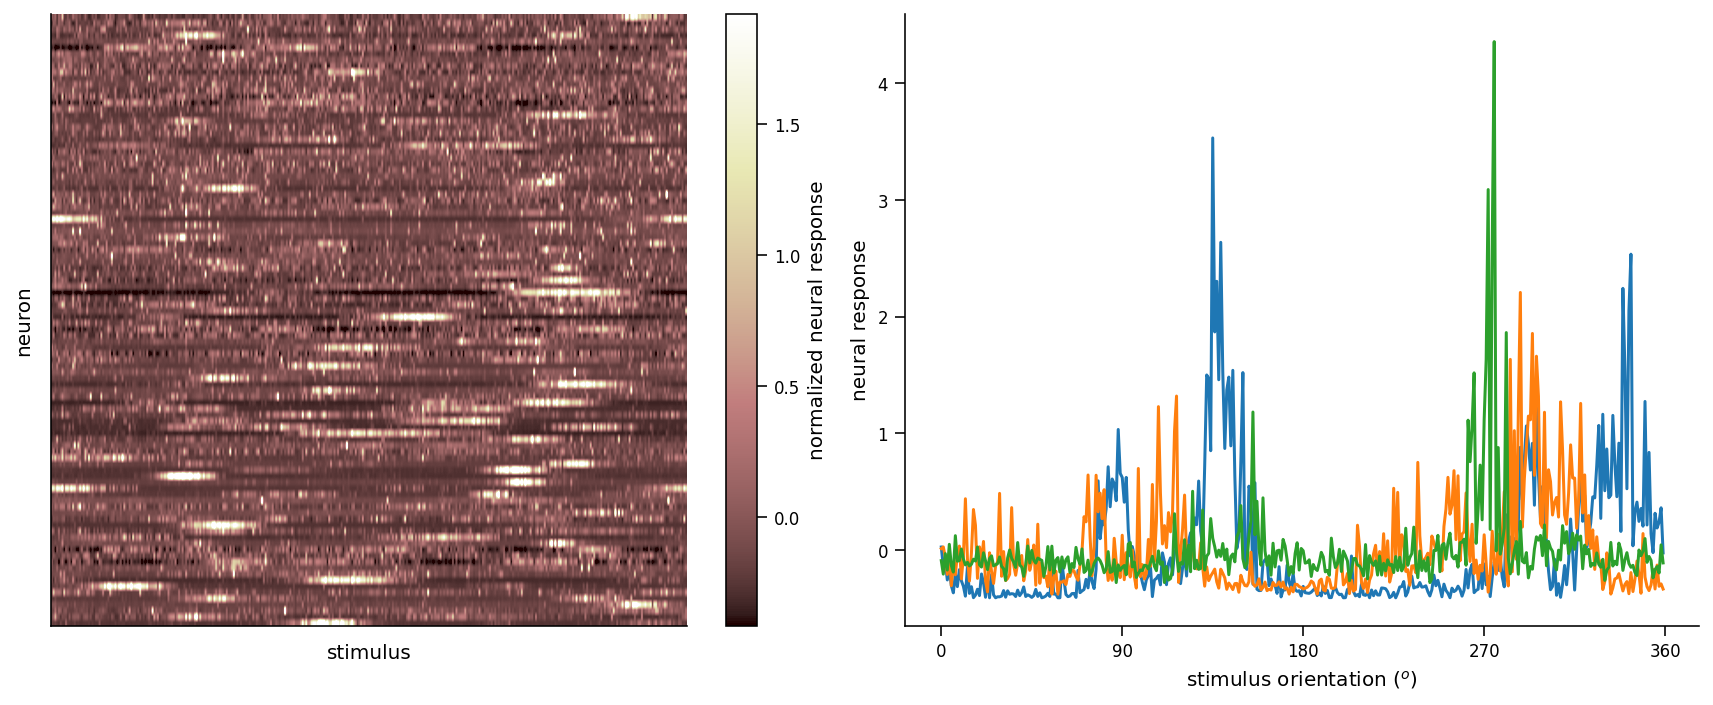 neuron
stimulus
1.5
1.0
0.5
0.0
normalized neural response
neural response
4
3
2
1
0
0 90 180 270 360
stimulus orientation (o)